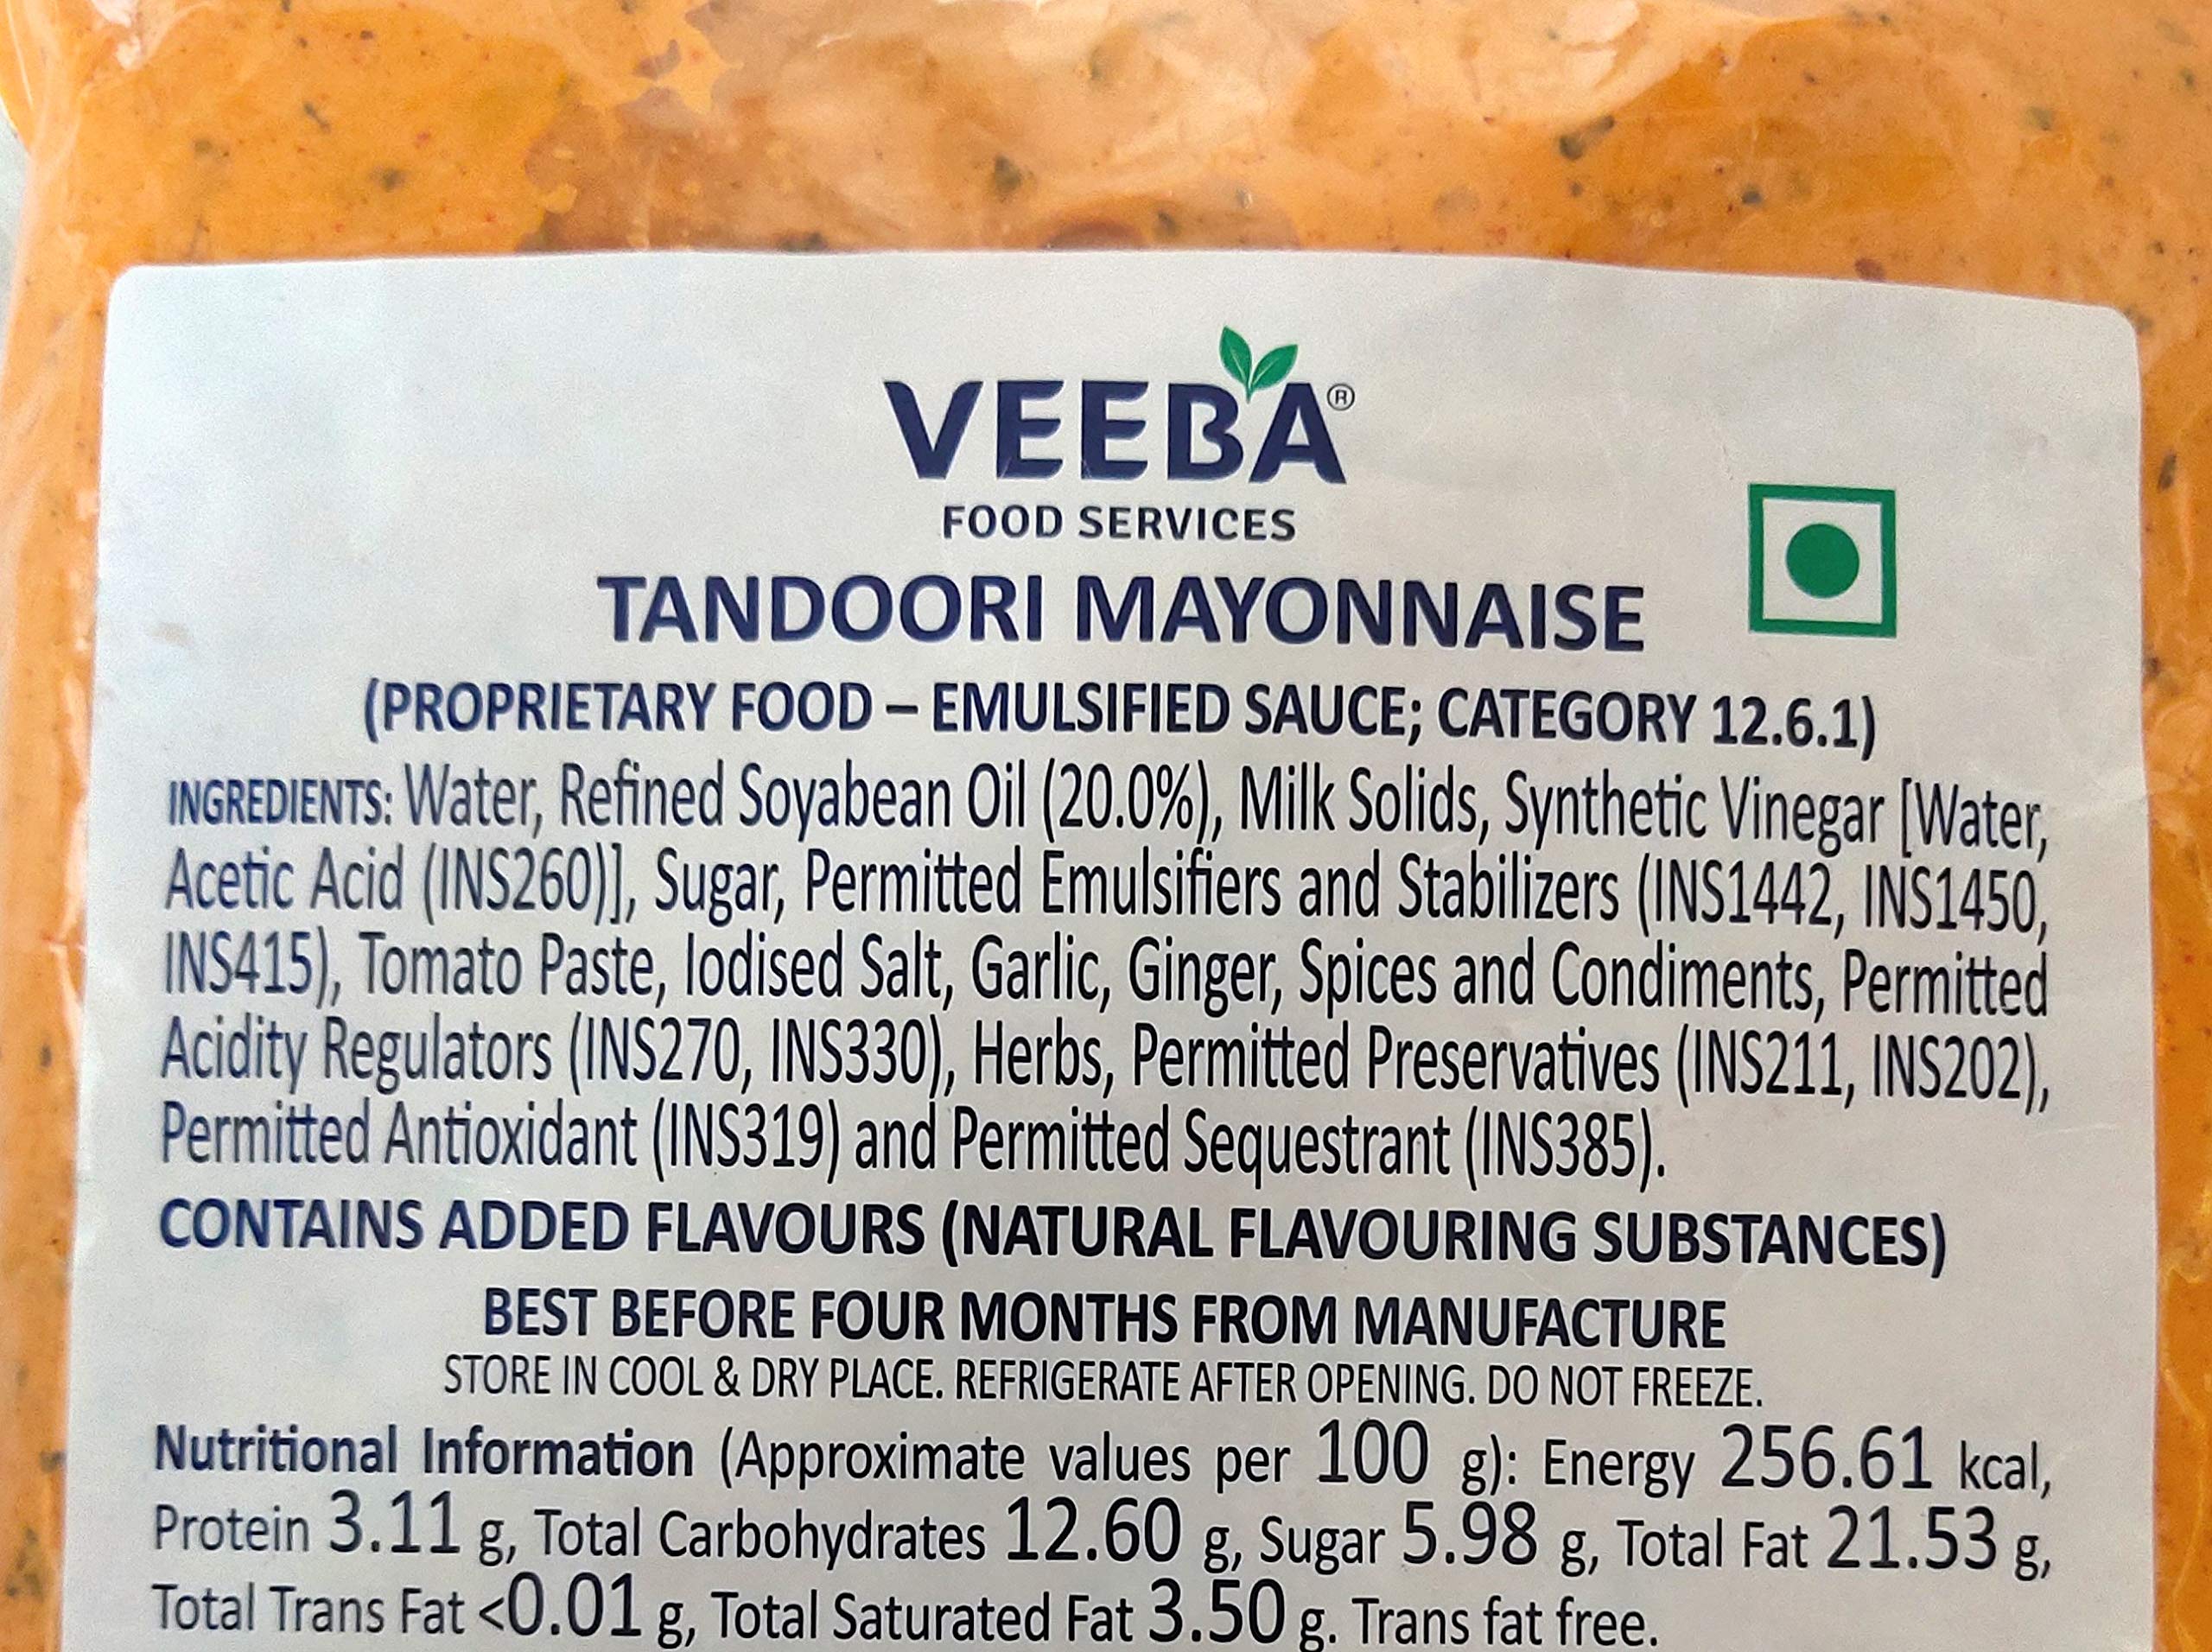 VEEBA®
FOOD SERVICES
TANDOORI MAYONNAISE
(PROPRIETARY FOOD – EMULSIFIED SAUCE; CATEGORY 12.6.1)
INGREDIENTS: Water, Refined Soyabean Oil (20.0%), Milk Solids, Synthetic Vinegar [Water,
Acetic Acid (INS260)], Sugar, Permitted Emulsifiers and Stabilizers (INS1442, INS1450,
INS415), Tomato Paste, Iodised Salt, Garlic, Ginger, Spices and Condiments, Permitted
Acidity Regulators (INS270, INS330), Herbs, Permitted Preservatives (INS211, INS202),
Permitted Antioxidant (INS319) and Permitted Sequestrant (INS385).
CONTAINS ADDED FLAVOURS (NATURAL FLAVOURING SUBSTANCES)
BEST BEFORE FOUR MONTHS FROM MANUFACTURE
STORE IN COOL & DRY PLACE. REFRIGERATE AFTER OPENING. DO NOT FREEZE.
Nutritional Information (Approximate values per 100 g): Energy 256.61 kcal,
Protein 3.11 g, Total Carbohydrates 12.60 g, Sugar 5.98 g, Total Fat 21.53 g,
Total Trans Fat <0.01 g, Total Saturated Fat 3.50 g. Trans fat free.